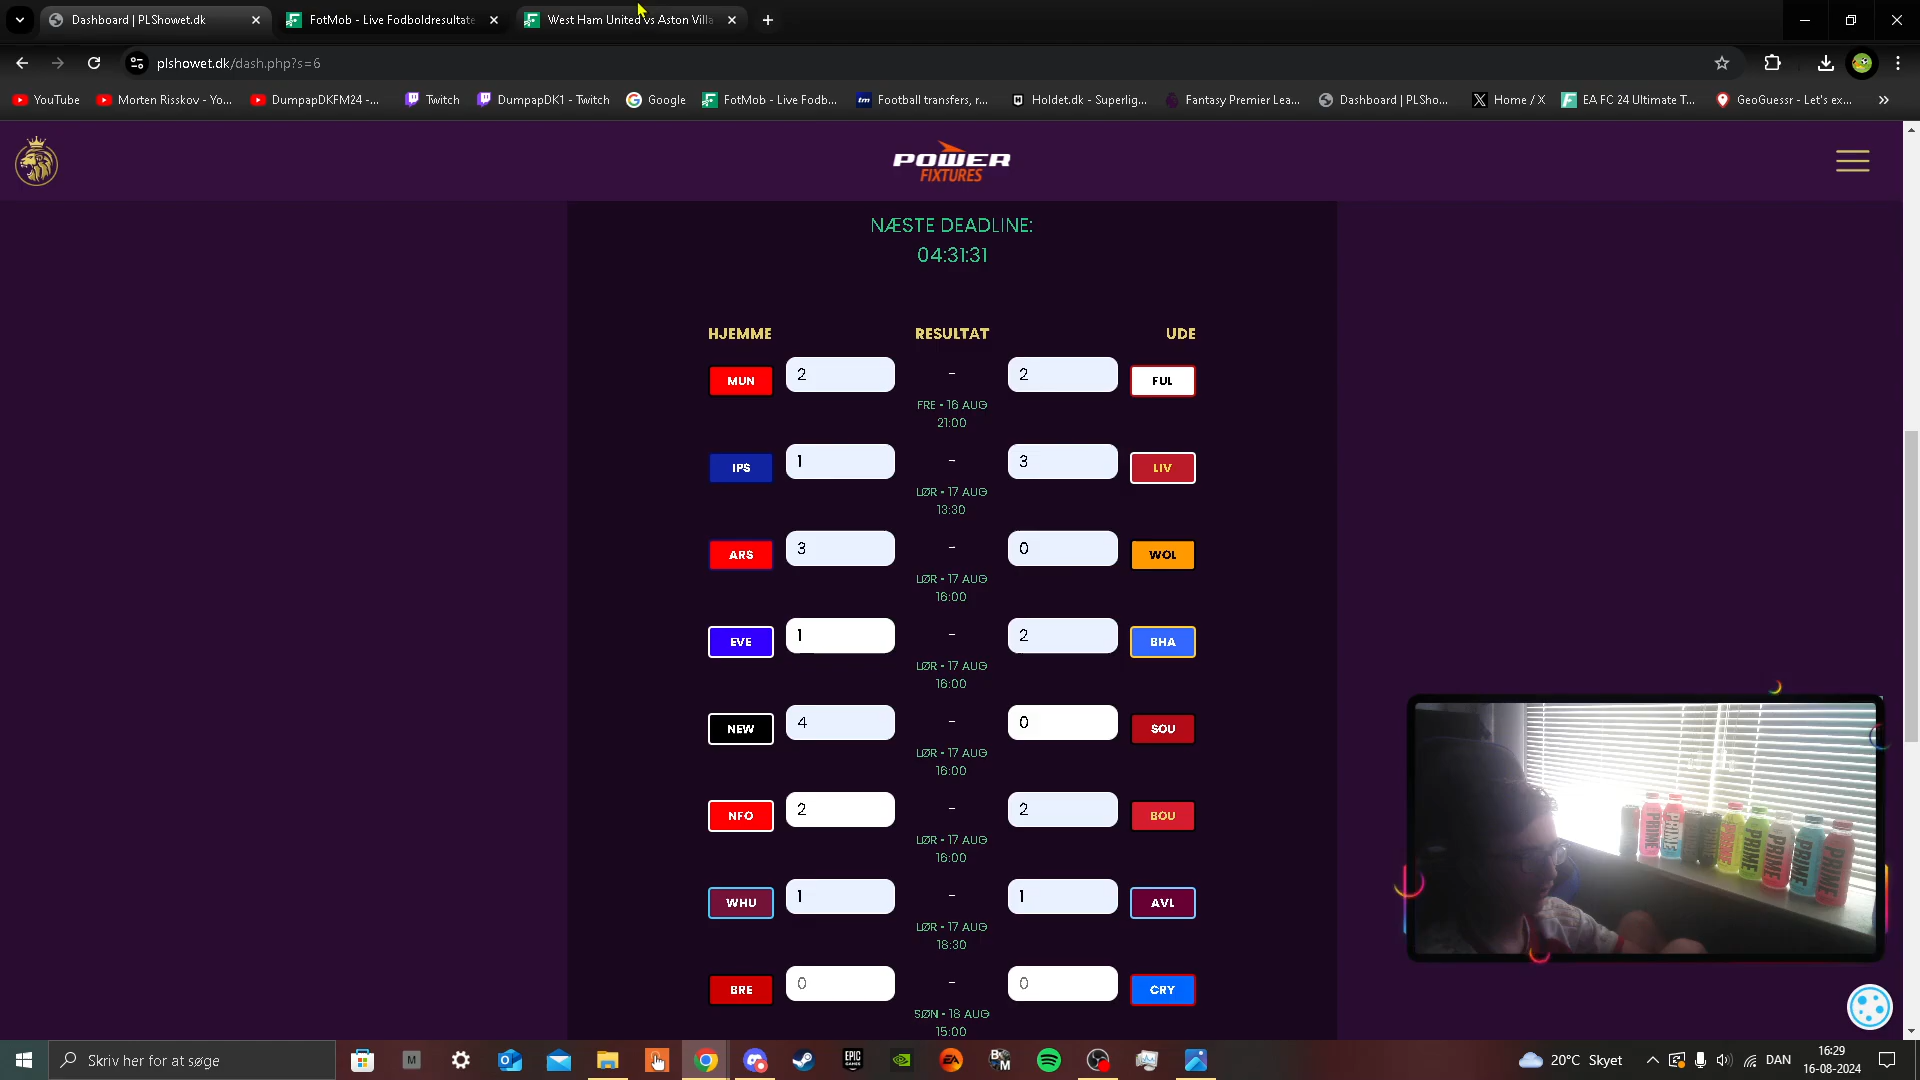 Dashboard | PLShowet.dk
FotMob - Live Fodboldresultate
West Ham United vs Aston Villa
plshowet.dk/dash.php?s=6
YouTube
Morten Risskov - Yo...
DumpapDKFM24 -...
Twitch
DumpapDK1 - Twitch
Google
FotMob - Live Fodb...
Football transfers, r...
Holdet.dk - Superlig...
Fantasy Premier Lea...
Dashboard | PLSho...
Home / X
EA FC 24 Ultimate T...
GeoGuessr - Let's ex...
POWER
FIXTURES
NÆSTE DEADLINE:
04:31:31
HJEMME RESULTAT UDE
MUN 2 - 2 FUL
FRE - 16 AUG
21:00
IPS 1 - 3 LIV
LØR - 17 AUG
13:30
ARS 3 - 0 WOL
LØR - 17 AUG
16:00
EVE 1 - 2 BHA
LØR - 17 AUG
16:00
NEW 4 - 0 SOU
LØR - 17 AUG
16:00
NFO 2 - 2 BOU
LØR - 17 AUG
16:00
WHU 1 - 1 AVL
LØR - 17 AUG
18:30
BRE 0 - 0 CRY
SØN - 18 AUG
15:00
PRIME PRIME PRIME PRIME PRIME PRIME
Skriv her for at søge
20°C Skyet
DAN
16:29
16-08-2024